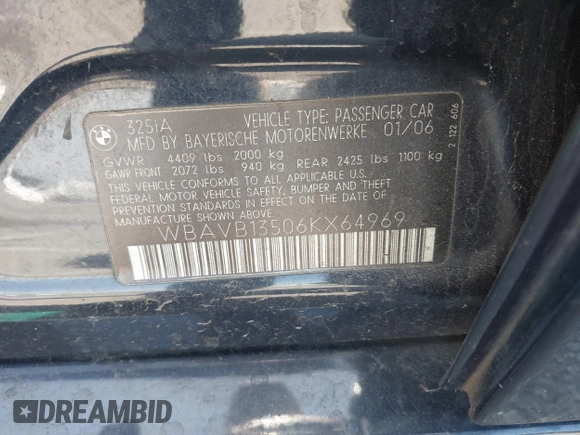 BMW
325iA VEHICLE TYPE: PASSENGER CAR
MFD BY BAYERISCHE MOTORENWERKE 01/06
GVWR 4409 lbs 2000 kg
GAWR FRONT 2072 lbs 940 kg REAR 2425 lbs 1100 kg
THIS VEHICLE CONFORMS TO ALL APPLICABLE U.S.
FEDERAL MOTOR VEHICLE SAFETY, BUMPER AND THEFT
PREVENTION STANDARDS IN EFFECT ON THE DATE OF
MANUFACTURE SHOWN ABOVE.
WBAVB13506KX64969
2 122 606
DREAMBID